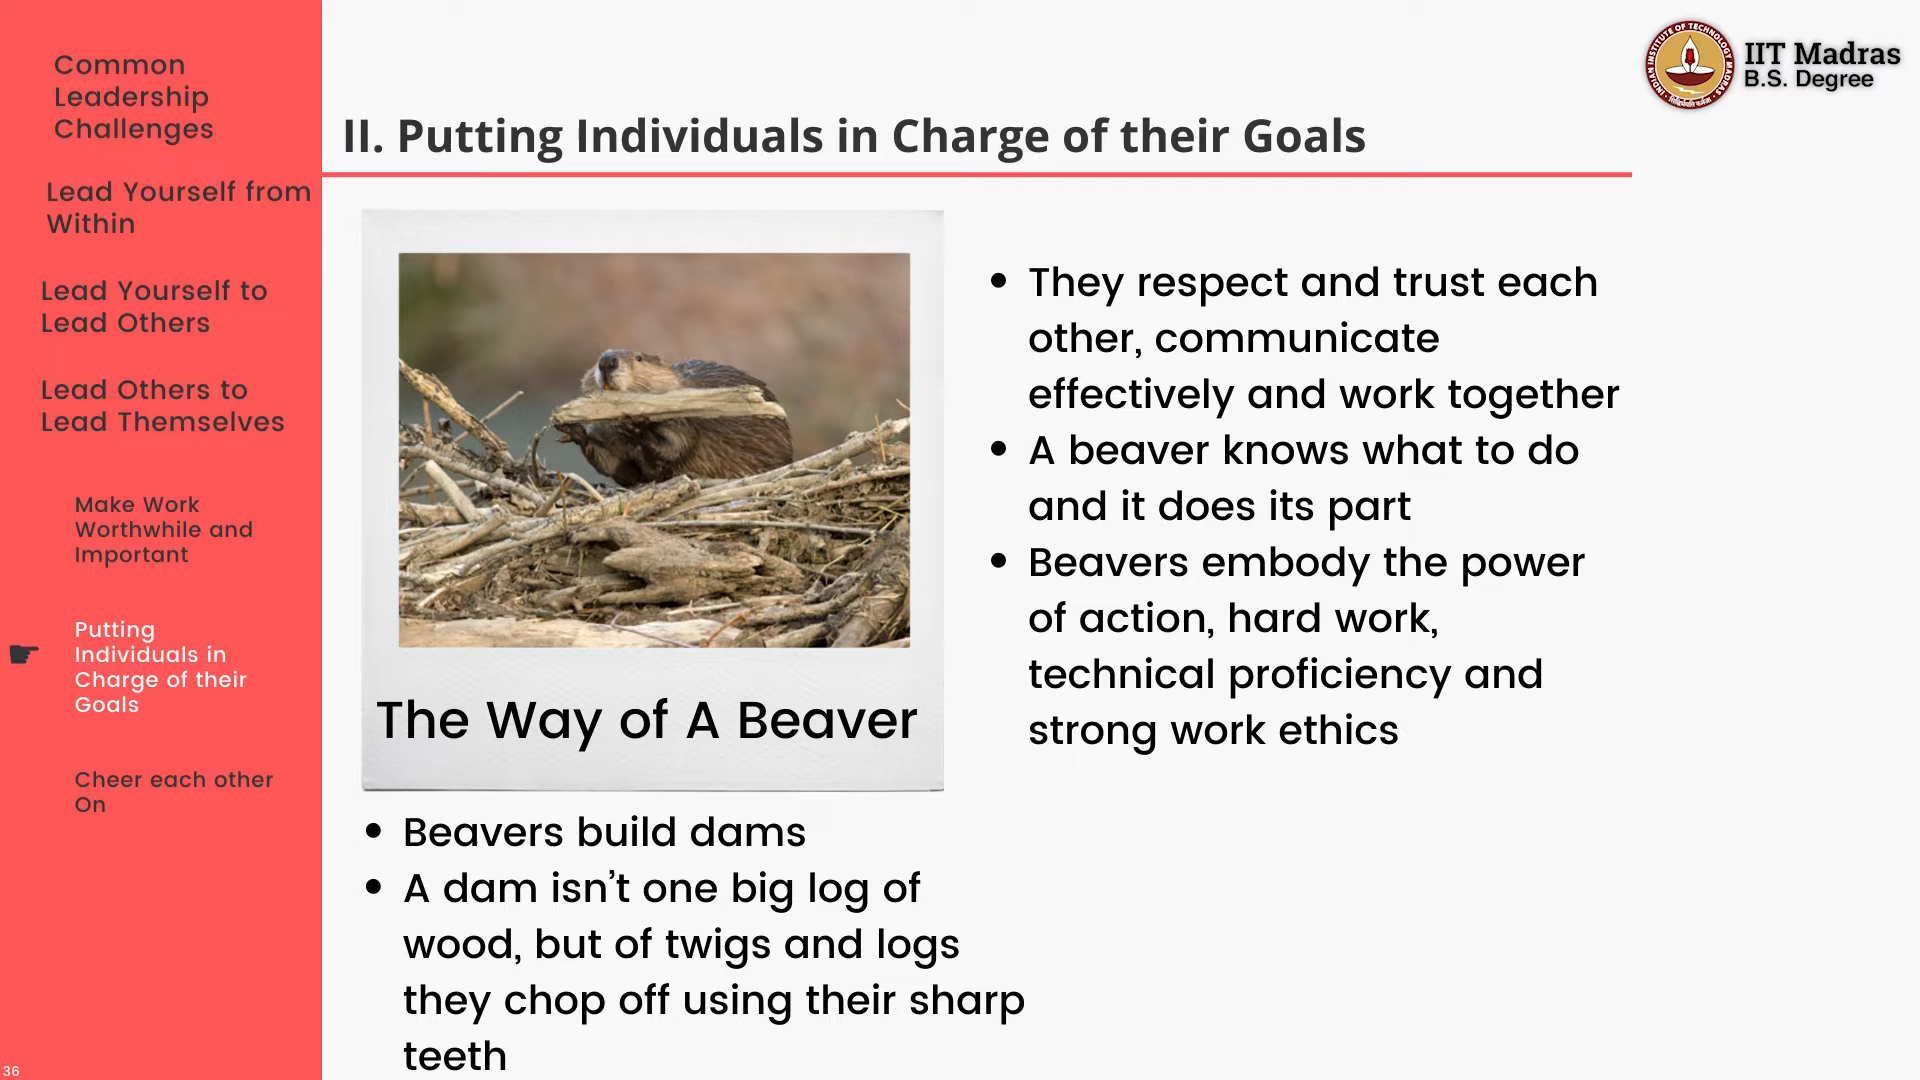 Common
Leadership
Challenges
Lead Yourself from
Within
Lead Yourself to
Lead Others
Lead Others to
Lead Themselves
Make Work
Worthwhile and
Important
Putting
Individuals in
Charge of their
Goals
Cheer each other
On
36
IIT Madras
B.S. Degree
INDIAN INSTITUTE OF TECHNOLOGY MADRAS
II. Putting Individuals in Charge of their Goals
The Way of A Beaver
• Beavers build dams
• A dam isn’t one big log of
wood, but of twigs and logs
they chop off using their sharp
teeth
• They respect and trust each
other, communicate
effectively and work together
• A beaver knows what to do
and it does its part
• Beavers embody the power
of action, hard work,
technical proficiency and
strong work ethics